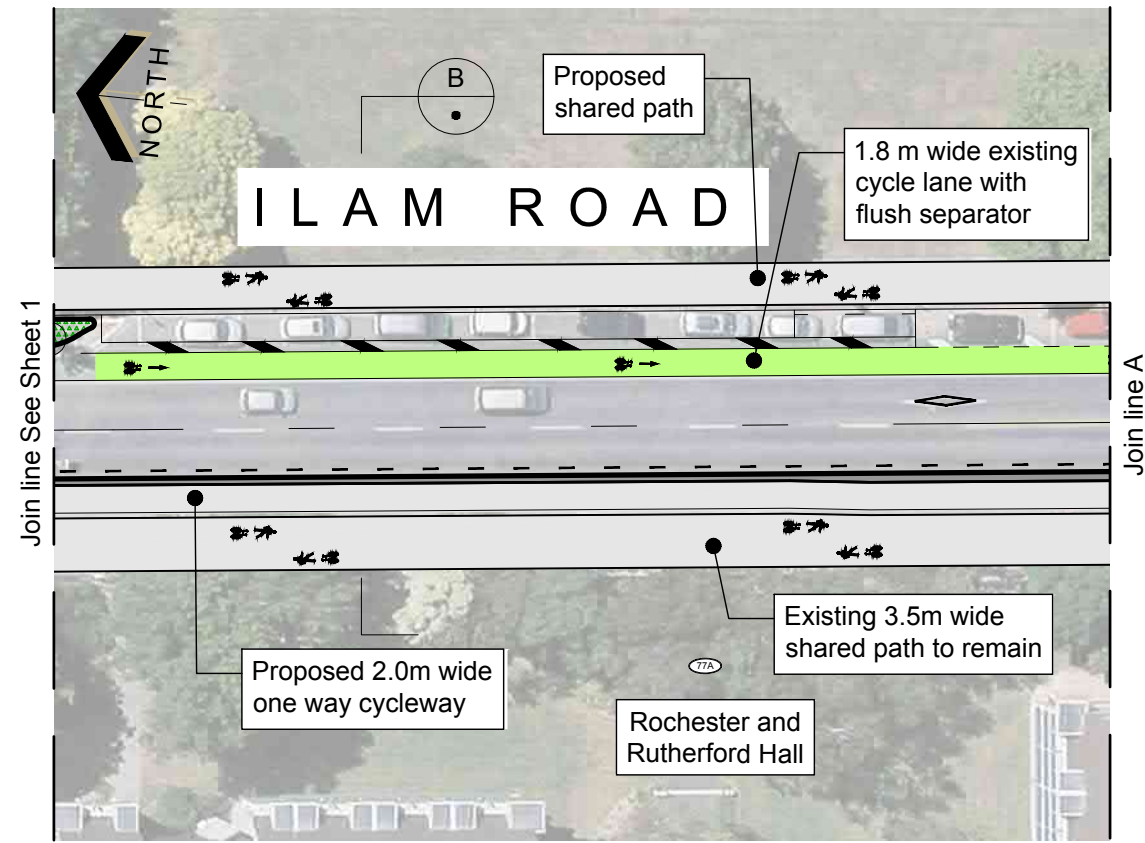 NORTH
B
Proposed
shared path
1.8 m wide existing
cycle lane with
flush separator
ILAM ROAD
Join line See Sheet 1
Join line A
Existing 3.5m wide
shared path to remain
Proposed 2.0m wide
one way cycleway
77A
Rochester and
Rutherford Hall